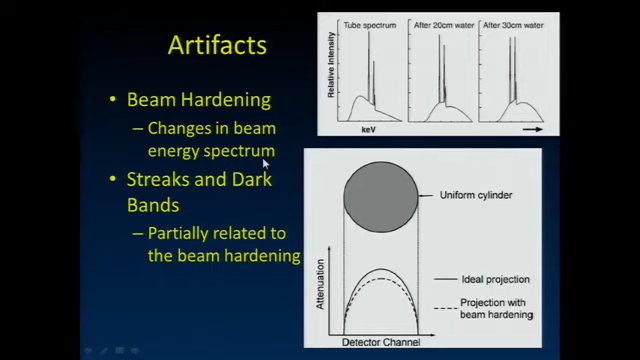 Artifacts
• Beam Hardening
– Changes in beam
energy spectrum
• Streaks and Dark
Bands
– Partially related to
the beam hardening
Tube spectrum
After 20cm water
After 30cm water
Relative Intensity
keV
Uniform cylinder
Attenuation
Ideal projection
Projection with
beam hardening
Detector Channel